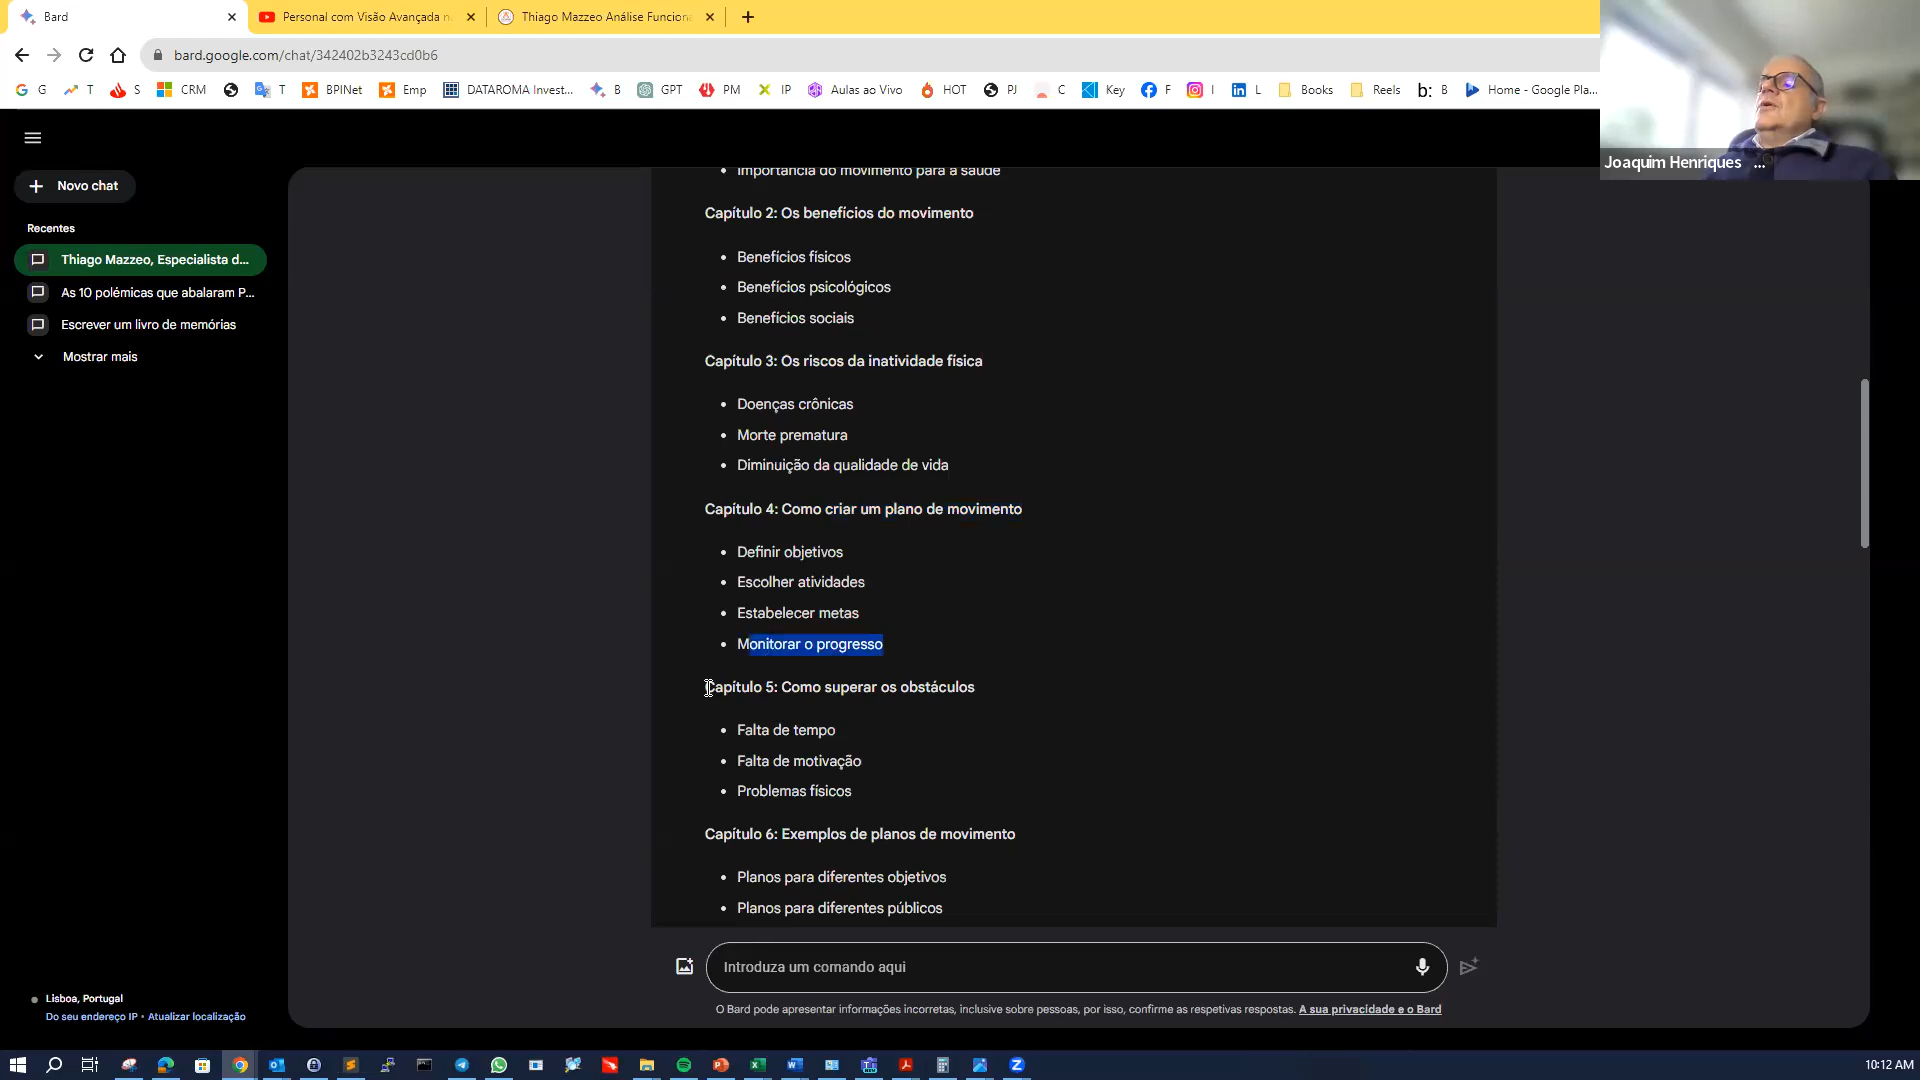 Bard
Personal com Visão Avançada n
Thiago Mazzeo Análise Funciona
bard.google.com/chat/342402b3243cd0b6
G
T
S
CRM
T
BPINet
Emp
DATAROMA Invest...
B
GPT
PM
IP
Aulas ao Vivo
HOT
PJ
C
Key
F
I
L
Books
Reels
b: B
Home - Google Pla...
Joaquim Henriques ...
Novo chat
Recentes
Thiago Mazzeo, Especialista d...
As 10 polémicas que abalaram P...
Escrever um livro de memórias
Mostrar mais
Importância do movimento para a saúde
Capítulo 2: Os benefícios do movimento
Benefícios físicos
Benefícios psicológicos
Benefícios sociais
Capítulo 3: Os riscos da inatividade física
Doenças crônicas
Morte prematura
Diminuição da qualidade de vida
Capítulo 4: Como criar um plano de movimento
Definir objetivos
Escolher atividades
Estabelecer metas
Monitorar o progresso
Capítulo 5: Como superar os obstáculos
Falta de tempo
Falta de motivação
Problemas físicos
Capítulo 6: Exemplos de planos de movimento
Planos para diferentes objetivos
Planos para diferentes públicos
Introduza um comando aqui
O Bard pode apresentar informações incorretas, inclusive sobre pessoas, por isso, confirme as respetivas respostas. A sua privacidade e o Bard
Lisboa, Portugal
Do seu endereço IP • Atualizar localização
10:12 AM